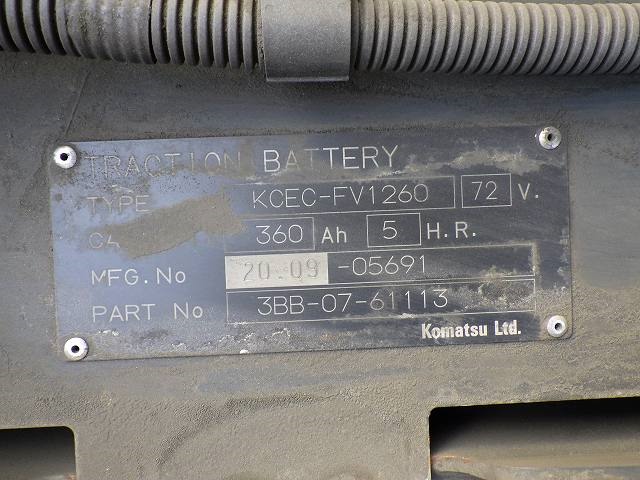 TRACTION BATTERY
TYPE KCEC-FV1260 72 V.
360 Ah 5 H.R.
MFG.No 20.09 -05691
PART No 3BB-07-61113
Komatsu Ltd.